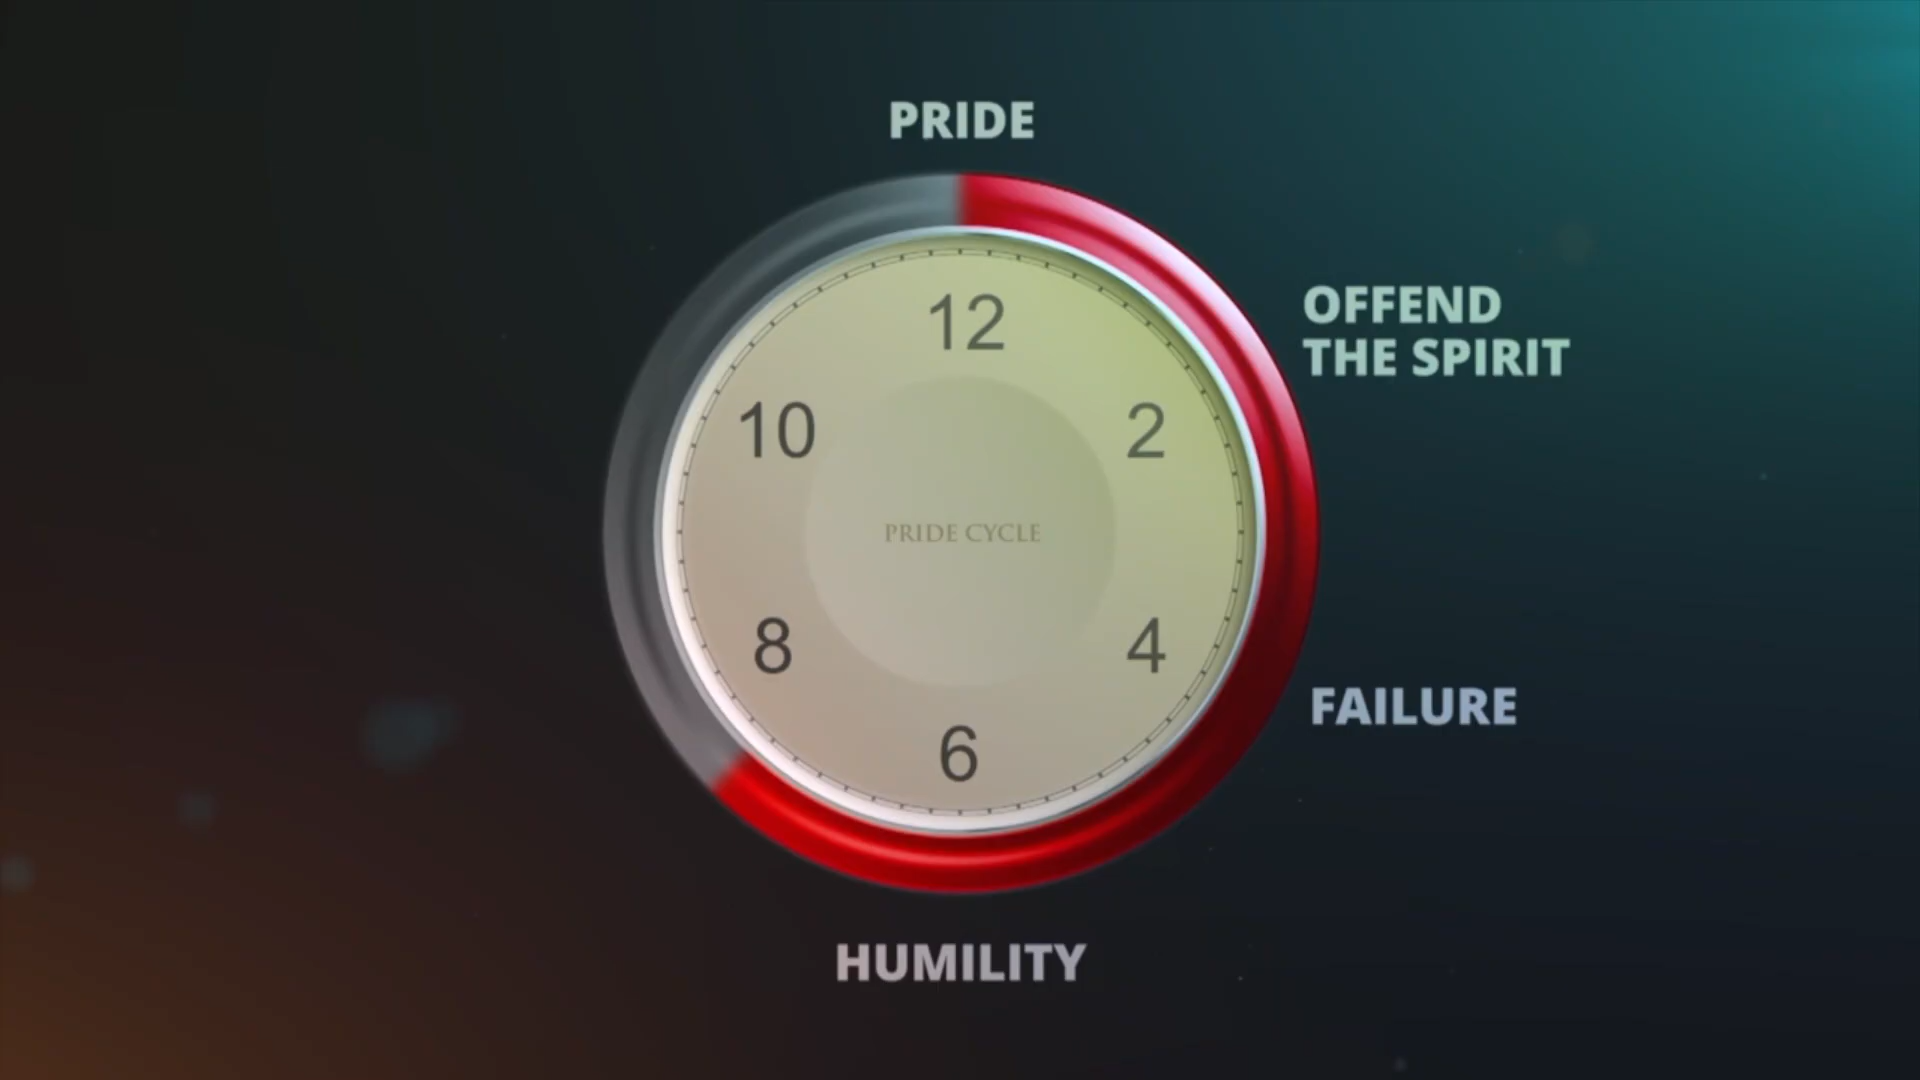 PRIDE
OFFEND
THE SPIRIT
12
10
2
PRIDE CYCLE
8
4
FAILURE
6
HUMILITY